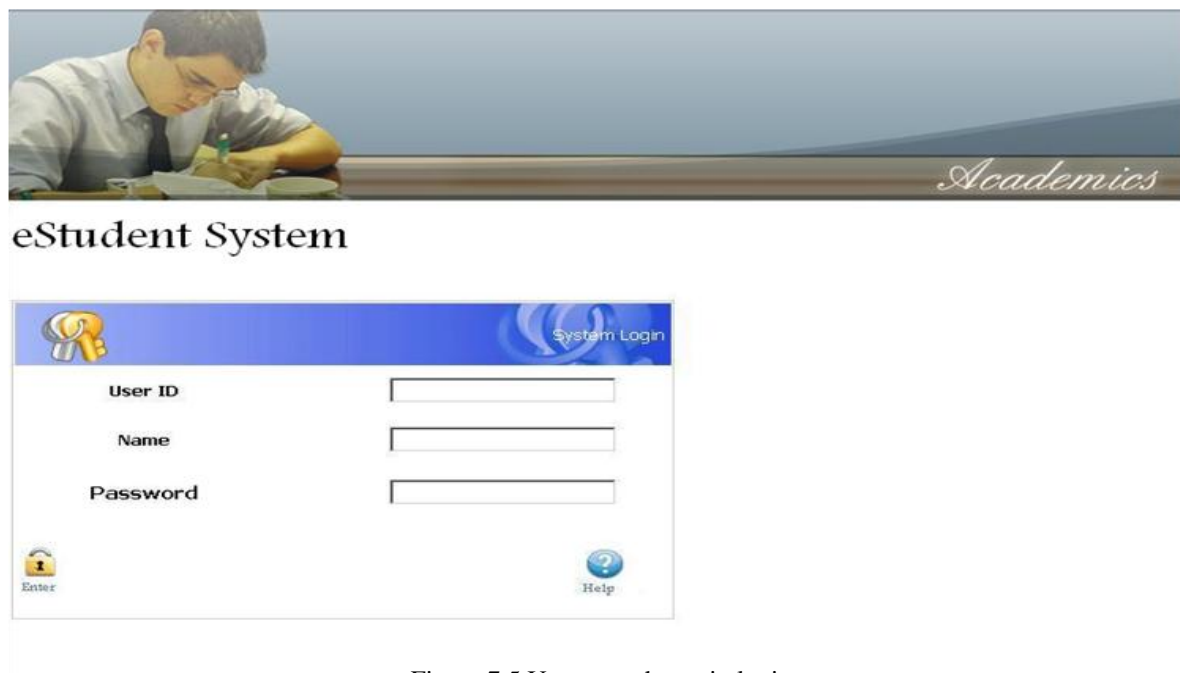 Academics
eStudent System
System Login
User ID
Name
Password
Enter
Help